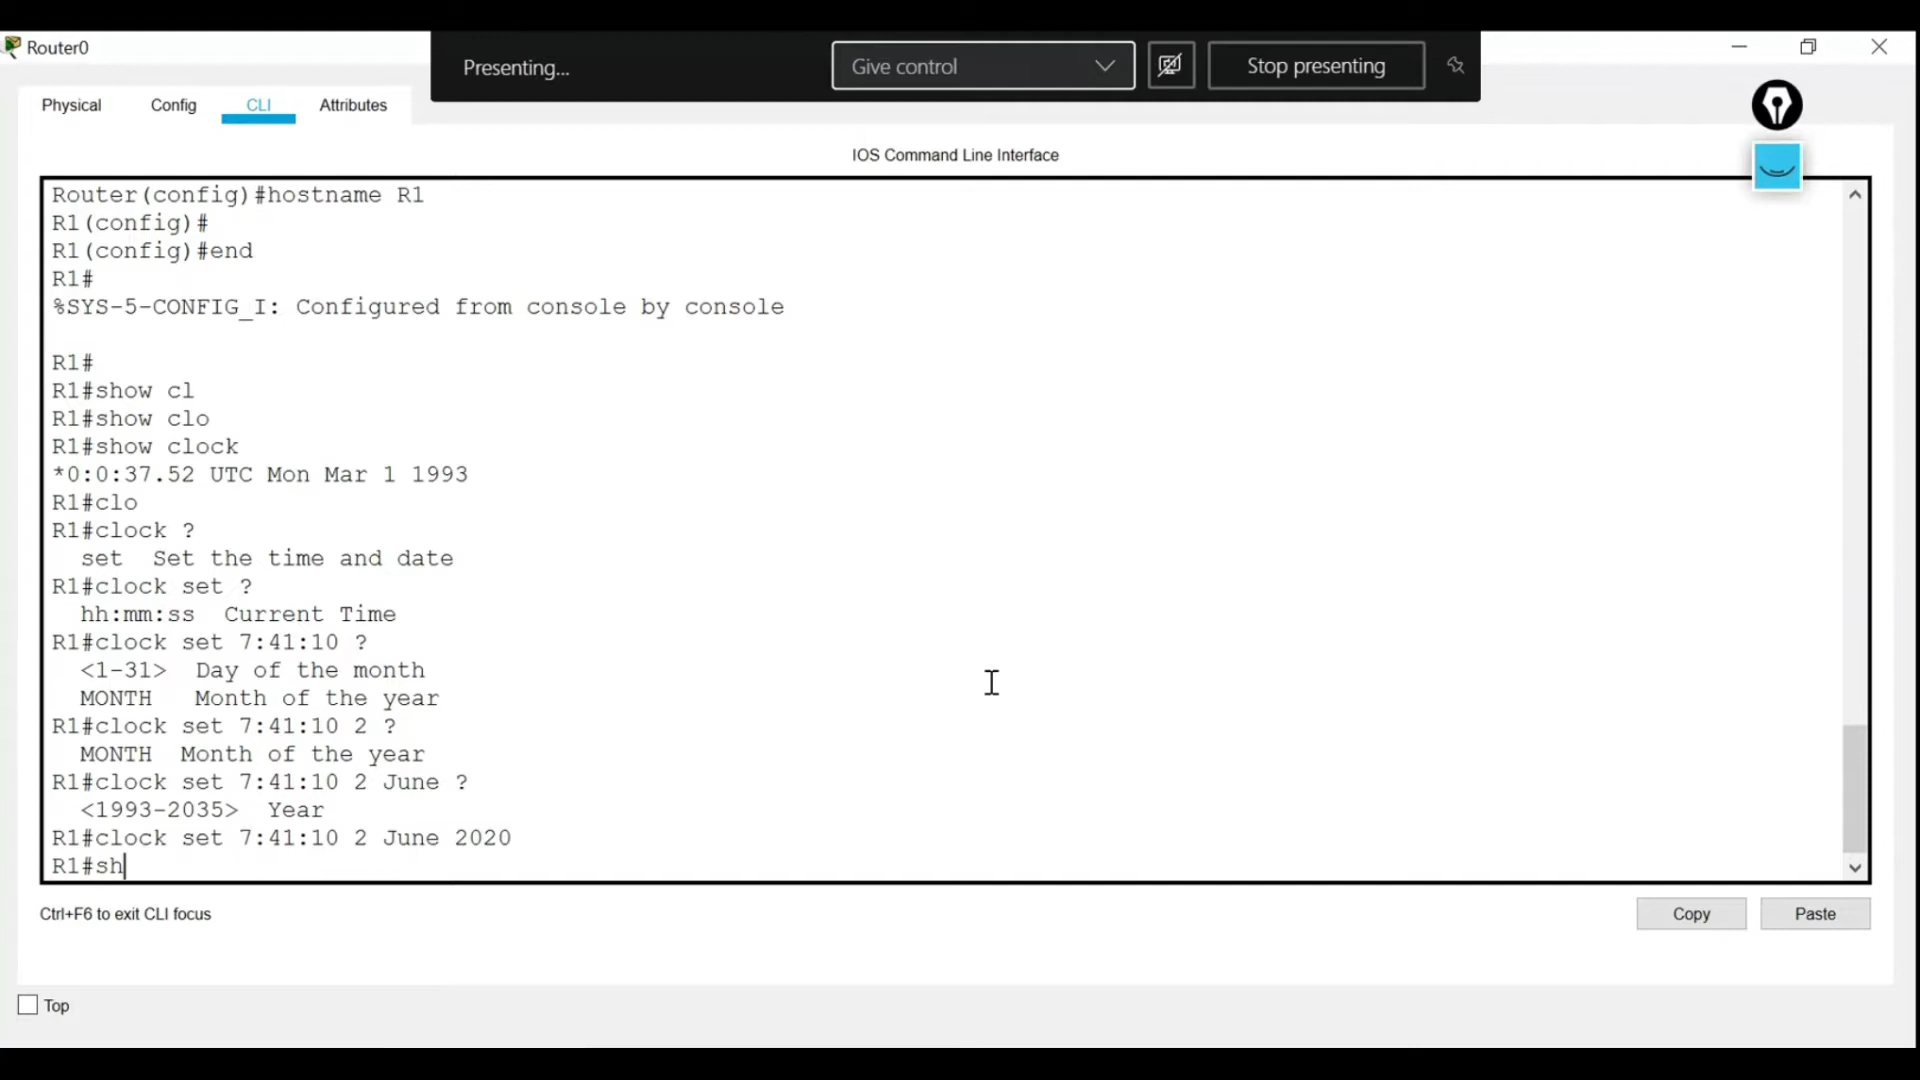 Router0
Presenting...
Give control
Stop presenting
Physical
Config
CLI
Attributes
IOS Command Line Interface
Router(config)#hostname R1
R1(config)#
R1(config)#end
R1#
%SYS-5-CONFIG_I: Configured from console by console
R1#
R1#show cl
R1#show clo
R1#show clock
*0:0:37.52 UTC Mon Mar 1 1993
R1#clo
R1#clock ?
set  Set the time and date
R1#clock set ?
hh:mm:ss  Current Time
R1#clock set 7:41:10 ?
<1-31>  Day of the month
MONTH   Month of the year
R1#clock set 7:41:10 2 ?
MONTH  Month of the year
R1#clock set 7:41:10 2 June ?
<1993-2035>  Year
R1#clock set 7:41:10 2 June 2020
R1#sh
Ctrl+F6 to exit CLI focus
Copy
Paste
Top